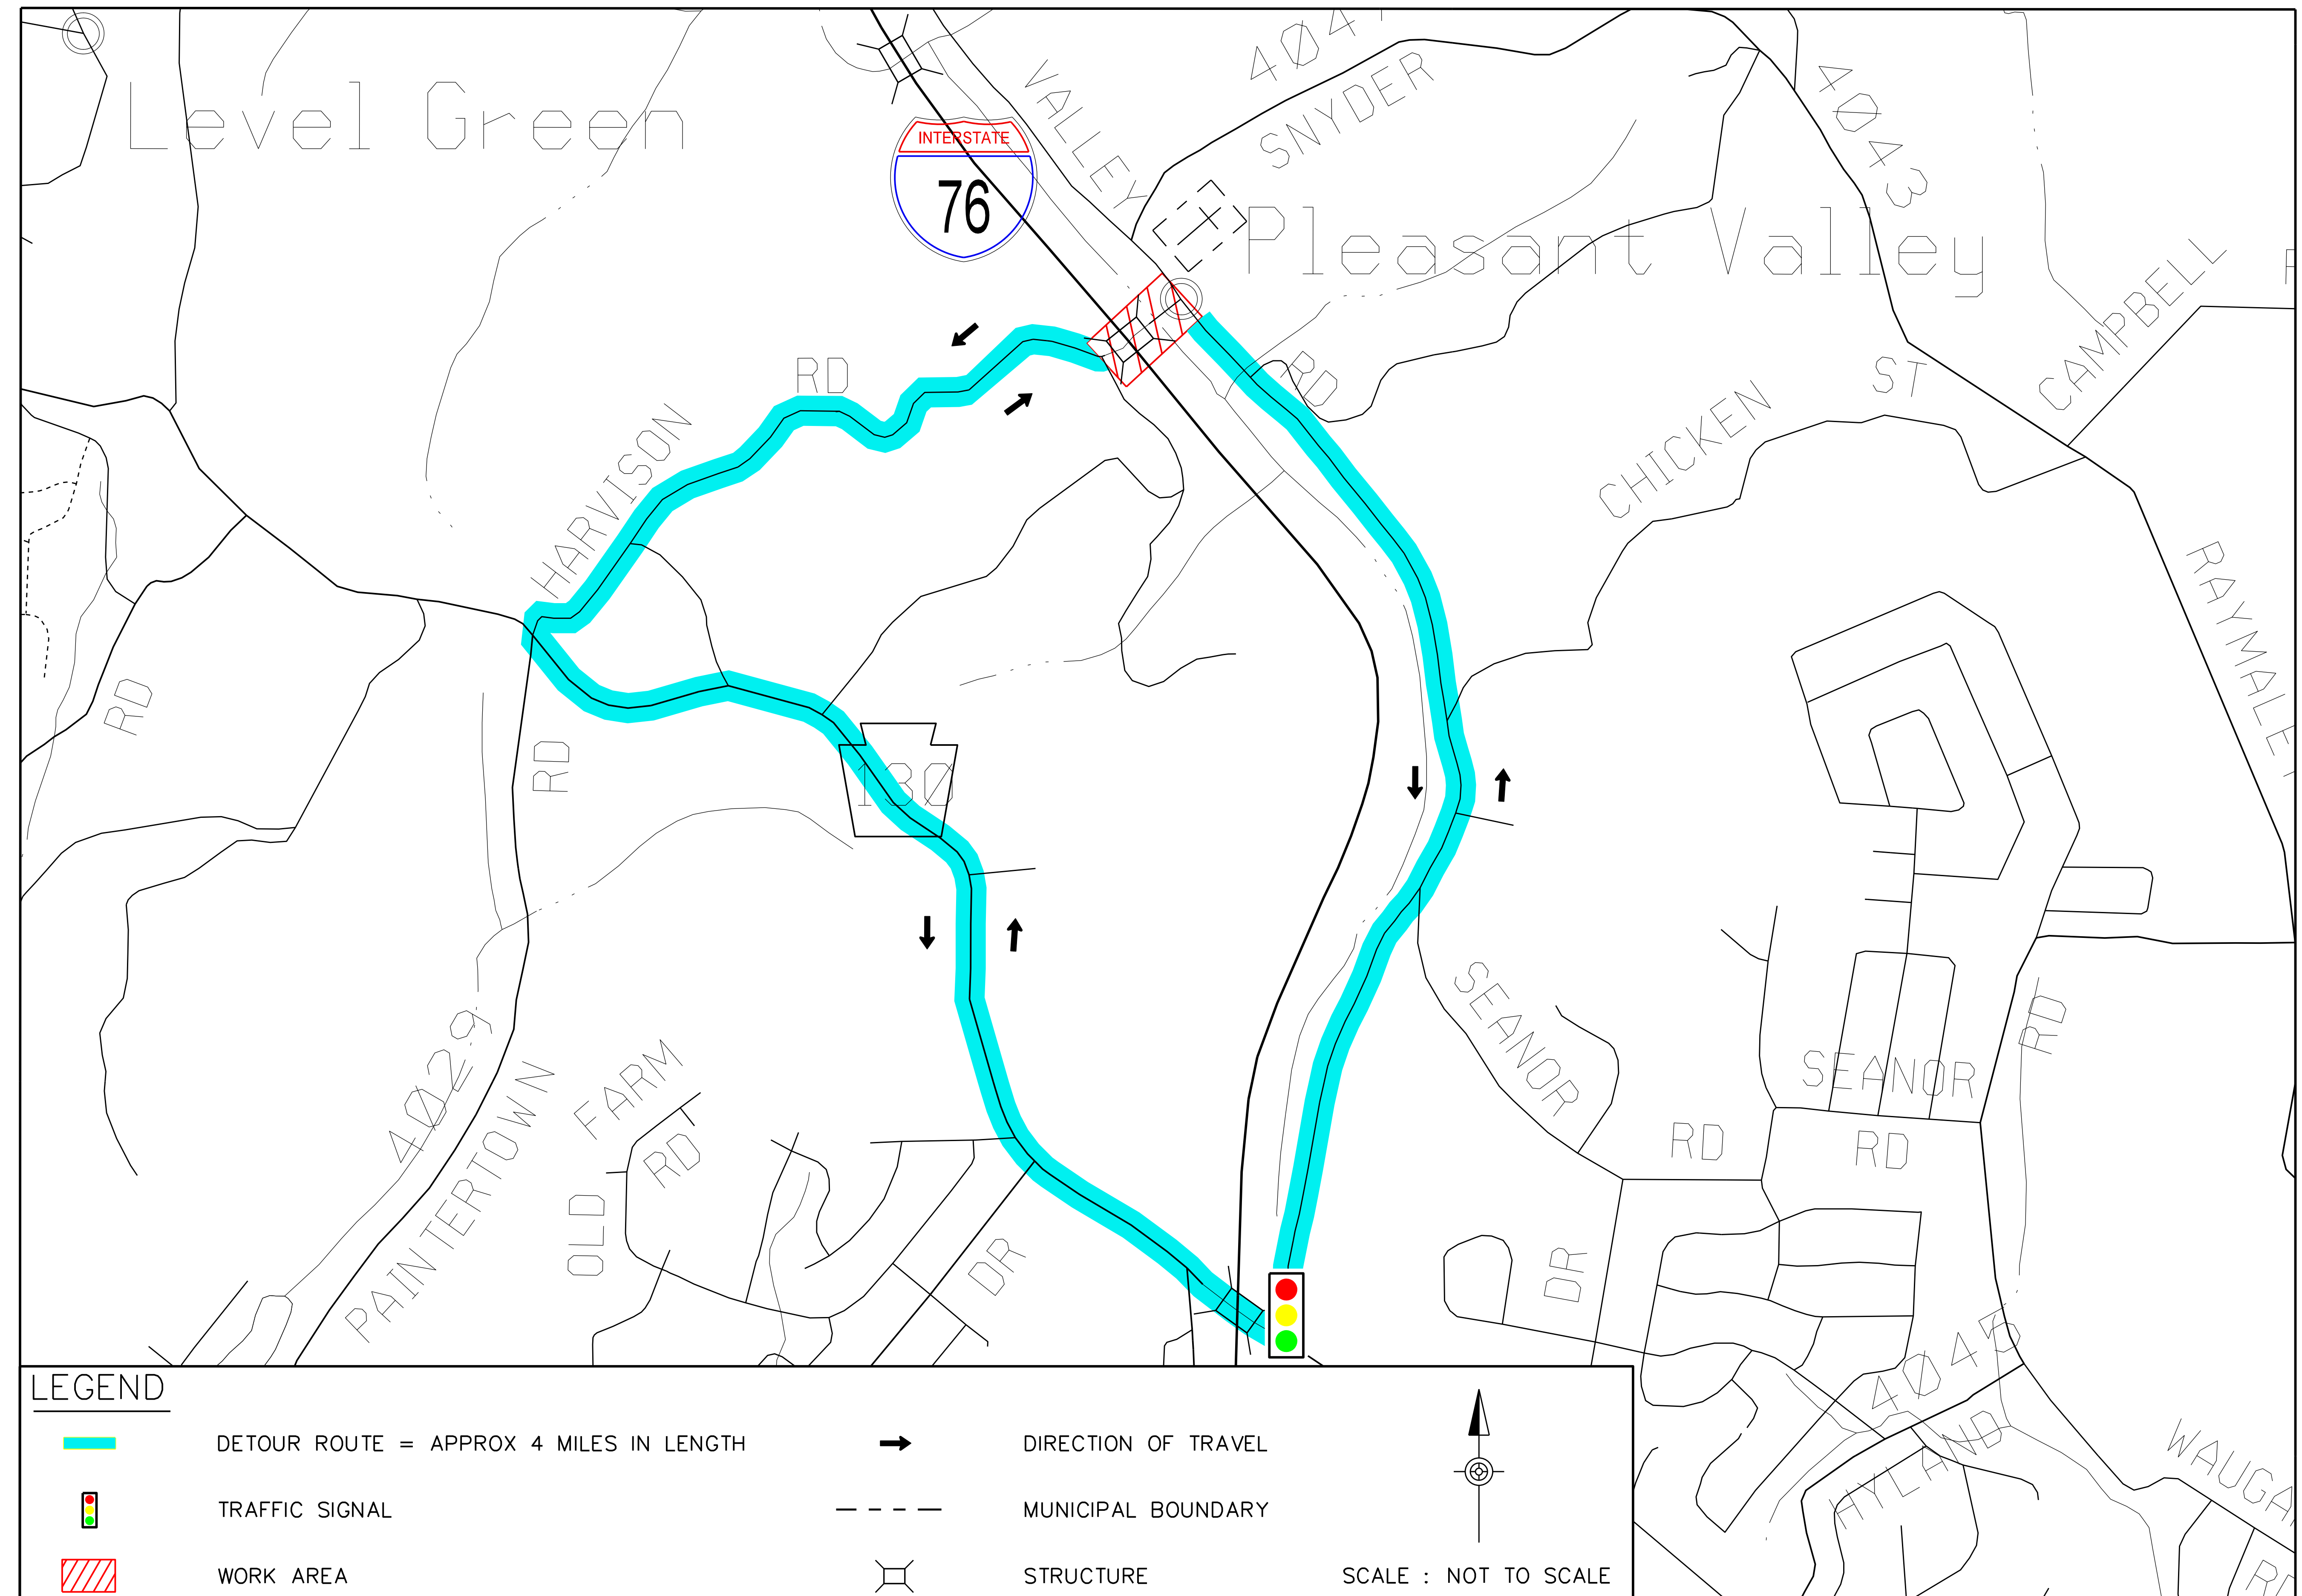 Level Green
INTERSTATE
76
VALLEY
SNYDER
4043
Pleasant Valley
RD
RD
ST
CHICKEN
CAMPBELL
HARVISON
RD
RD
130
4029
PAINTERTOWN
OLD
FARM
RD
DR
SEANOR
SEANOR
RD
RD
RD
DR
4045
HYLAND
LEGEND
DETOUR ROUTE = APPROX 4 MILES IN LENGTH
DIRECTION OF TRAVEL
TRAFFIC SIGNAL
MUNICIPAL BOUNDARY
WORK AREA
STRUCTURE
SCALE : NOT TO SCALE